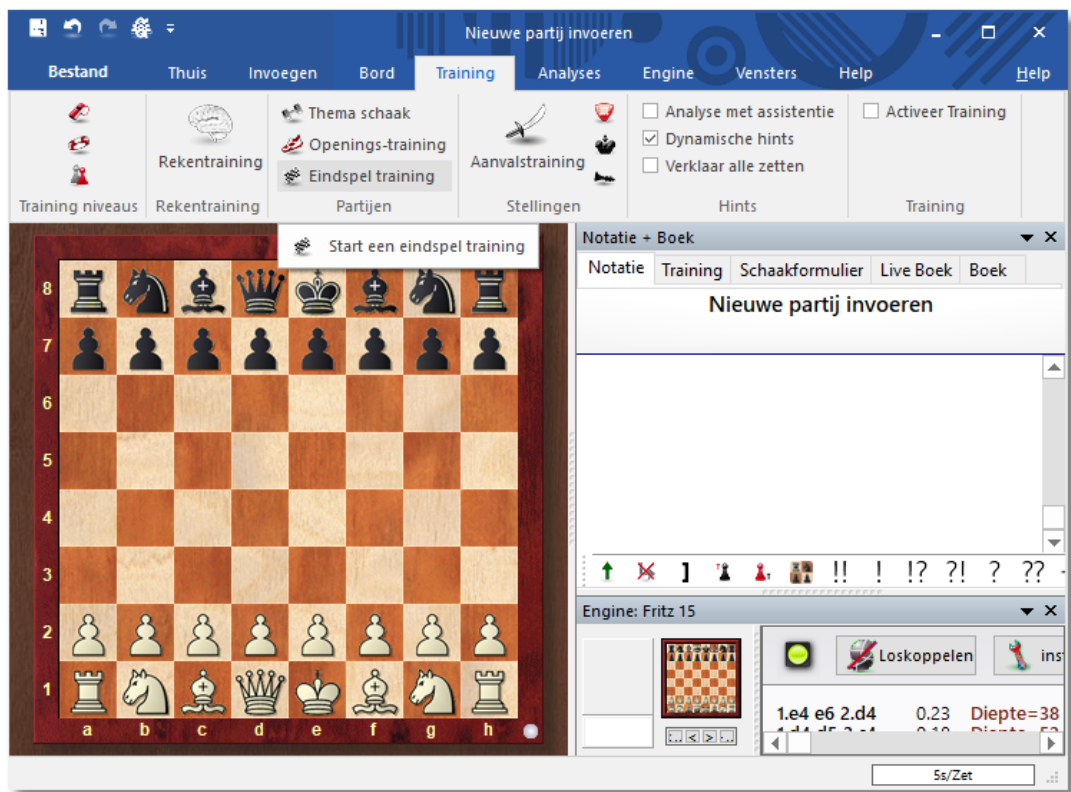 Nieuwe partij invoeren
Bestand Thuis Invoegen Bord Training Analyses Engine Vensters Help Help
Thema schaak
Openings-training
Eindspel training
Rekentraining
Aanvalstraining
Analyse met assistentie
Dynamische hints
Verklaar alle zetten
Activeer Training
Training niveaus Rekentraining Partijen Stellingen Hints Training
Start een eindspel training
Notatie + Boek
Notatie Training Schaakformulier Live Boek Boek
Nieuwe partij invoeren
8
7
6
5
4
3
2
1
a b c d e f g h
] !! ! !? ?! ? ??
Engine: Fritz 15
Loskoppelen
1.e4 e6 2.d4 0.23 Diepte=38
5s/Zet